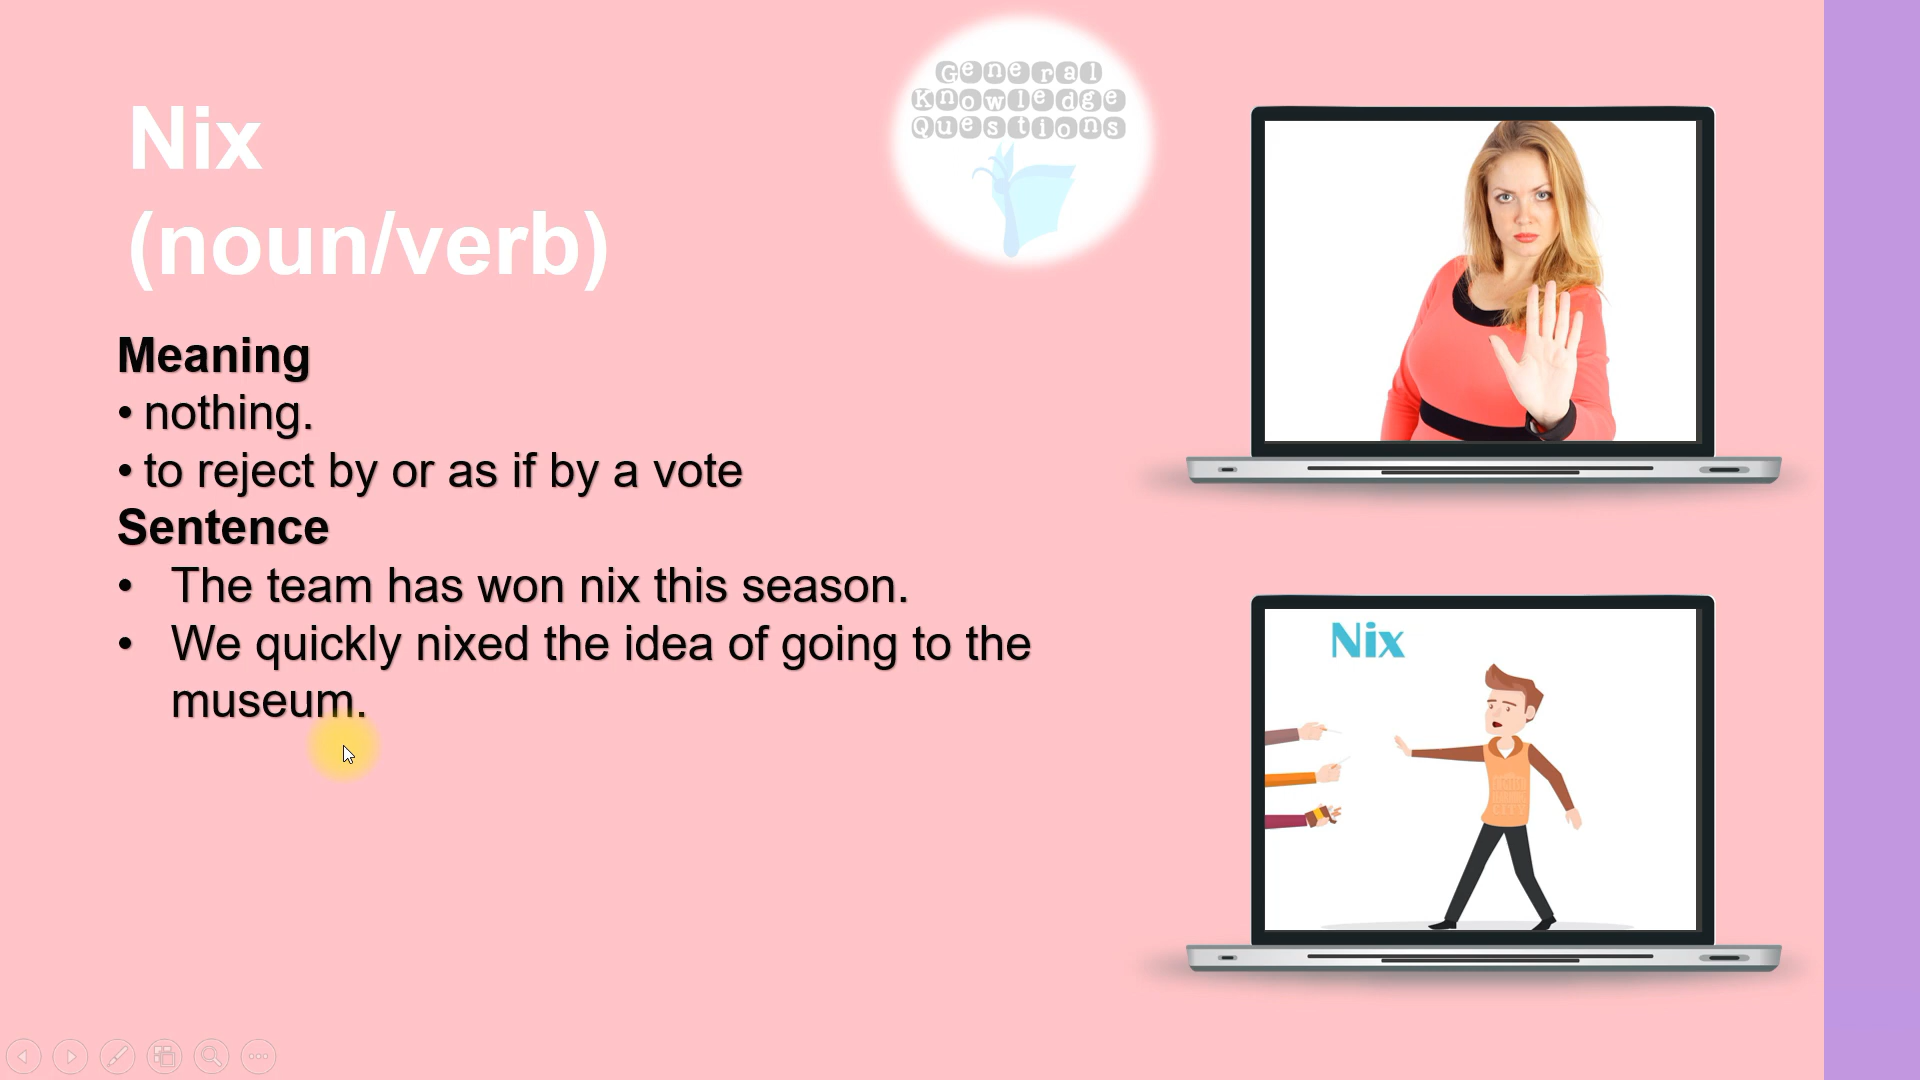 General
Knowledge
Questions
Nix
(noun/verb)
Meaning
• nothing.
• to reject by or as if by a vote
Sentence
• The team has won nix this season.
• We quickly nixed the idea of going to the
museum.
Nix